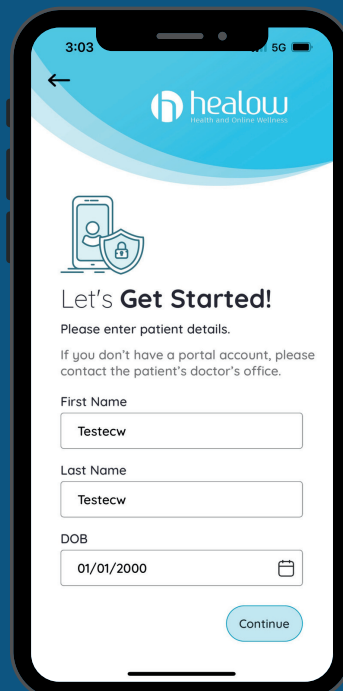 3:03
5G
healow
Health and Online Wellness
Let's Get Started!
Please enter patient details.
If you don't have a portal account, please
contact the patient's doctor's office.
First Name
Testecw
Last Name
Testecw
DOB
01/01/2000
Continue